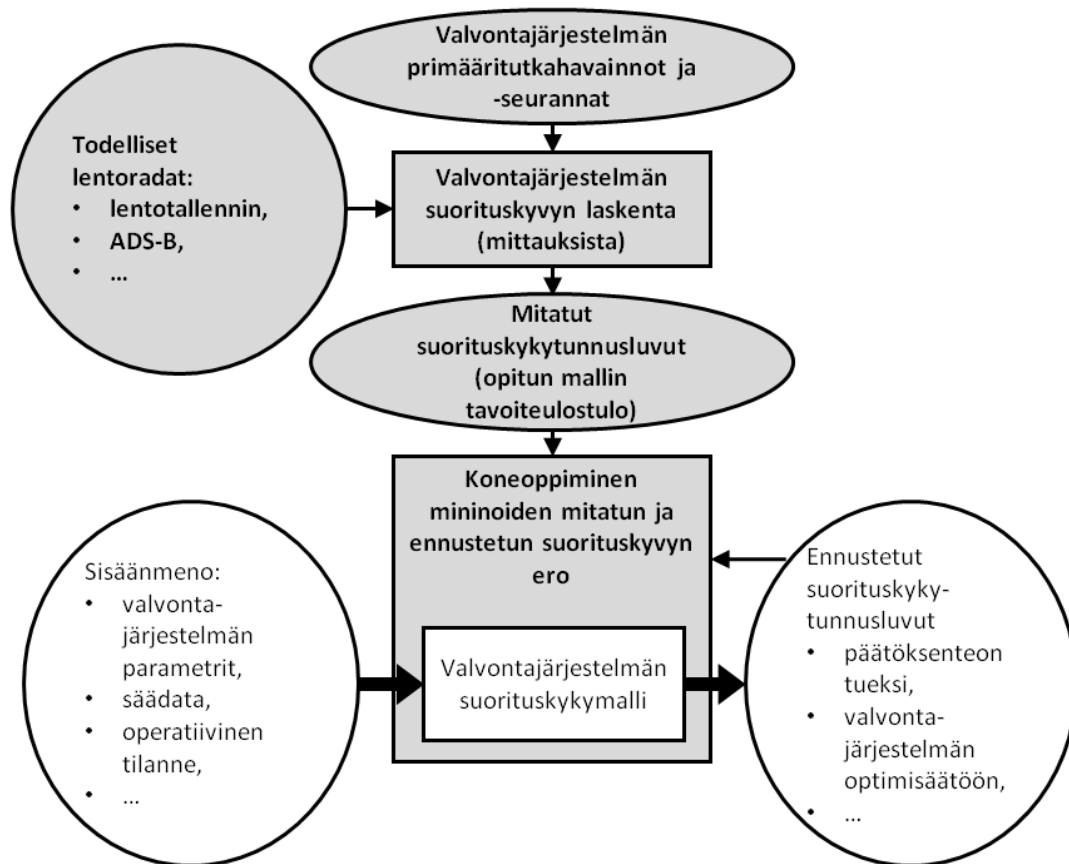 Valvontajärjestelmän
primääritutkahavainnot ja
-seurannat
Todelliset
lentoradat:
• lentotallennin,
• ADS-B,
• ...
Valvontajärjestelmän
suorituskyvyn laskenta
(mittauksista)
Mitatut
suorituskykytunnusluvut
(opitun mallin
tavoiteulostulo)
Koneoppiminen
mininoiden mitatun ja
ennustetun suorituskyvyn
ero
Sisäänmeno:
• valvonta-
järjestelmän
parametrit,
• säädata,
• operatiivinen
tilanne,
• ...
Valvontajärjestelmän
suorituskykymalli
Ennustetut
suorituskyky-
tunnusluvut
• päätöksenteon
tueksi,
• valvonta-
järjestelmän
optimisäätöön,
• ...